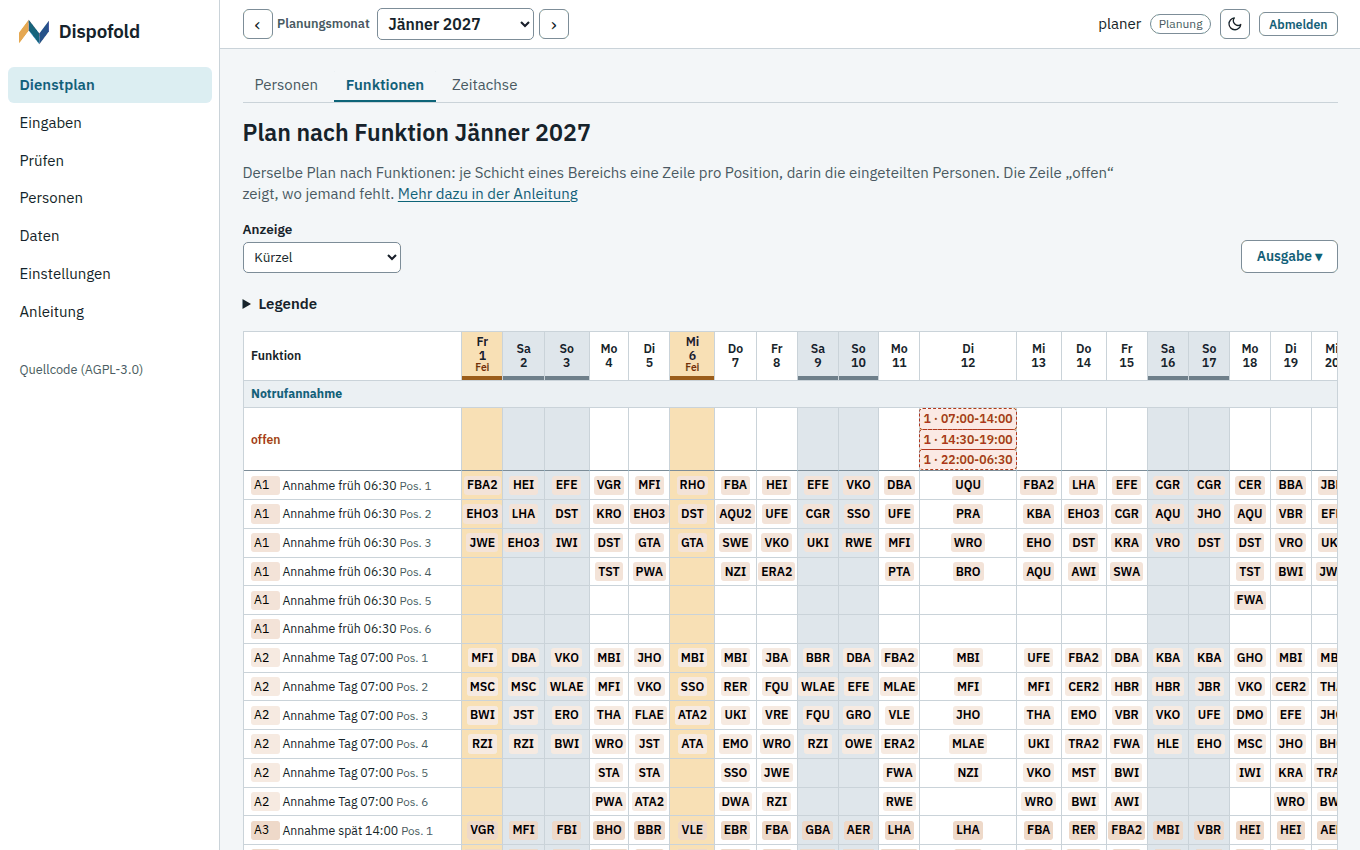 Dispofold
‹ Planungsmonat Jänner 2027 ›
planer Planung Abmelden
Dienstplan
Eingaben
Prüfen
Personen
Daten
Einstellungen
Anleitung
Quellcode (AGPL-3.0)
Personen Funktionen Zeitachse
Plan nach Funktion Jänner 2027
Derselbe Plan nach Funktionen: je Schicht eines Bereichs eine Zeile pro Position, darin die eingeteilten Personen. Die Zeile „offen“
zeigt, wo jemand fehlt. Mehr dazu in der Anleitung
Anzeige
Kürzel
Ausgabe ▾
▶ Legende
Funktion Fr 1 Fei Sa 2 So 3 Mo 4 Di 5 Mi 6 Fei Do 7 Fr 8 Sa 9 So 10 Mo 11 Di 12 Mi 13 Do 14 Fr 15 Sa 16 So 17 Mo 18 Di 19 Mi 20
Notrufannahme
offen
1 · 07:00-14:00
1 · 14:30-19:00
1 · 22:00-06:30
A1 Annahme früh 06:30 Pos. 1 FBA2 HEI EFE VGR MFI RHO FBA HEI EFE VKO DBA UQU FBA2 LHA EFE CGR CGR CER BBA
A1 Annahme früh 06:30 Pos. 2 EHO3 LHA DST KRO EHO3 DST AQU2 UFE CGR SSO UFE PRA KBA EHO3 CGR AQU JHO AQU VBR
A1 Annahme früh 06:30 Pos. 3 JWE EHO3 IWI DST GTA GTA SWE VKO UKI RWE MFI WRO EHO DST KRA VRO DST DST VRO
A1 Annahme früh 06:30 Pos. 4 TST PWA NZI ERA2 PTA BRO AQU AWI SWA TST BWI
A1 Annahme früh 06:30 Pos. 5 FWA
A1 Annahme früh 06:30 Pos. 6
A2 Annahme Tag 07:00 Pos. 1 MFI DBA VKO MBI JHO MBI MBI JBA BBR DBA FBA2 MBI UFE FBA2 DBA KBA KBA GHO MBI
A2 Annahme Tag 07:00 Pos. 2 MSC MSC WLAE MFI VKO SSO RER FQU WLAE EFE MLAE MFI MFI CER2 HBR HBR JBR VKO CER2
A2 Annahme Tag 07:00 Pos. 3 BWI JST ERO THA FLAE ATA2 UKI VRE FQU GRO VLE JHO THA EMO VBR VKO UFE DMO EFE
A2 Annahme Tag 07:00 Pos. 4 RZI RZI BWI WRO JST ATA EMO WRO RZI OWE ERA2 MLAE UKI TRA2 FWA HLE EHO MSC JHO
A2 Annahme Tag 07:00 Pos. 5 STA STA SSO JWE FWA NZI VKO MST BWI IWI KRA
A2 Annahme Tag 07:00 Pos. 6 PWA ATA2 DWA RZI RWE WRO BWI AWI WRO
A3 Annahme spät 14:00 Pos. 1 VGR MFI FBI BHO BBR VLE EBR FBA GBA AER LHA LHA FBA RER FBA2 MBI VBR HEI HEI